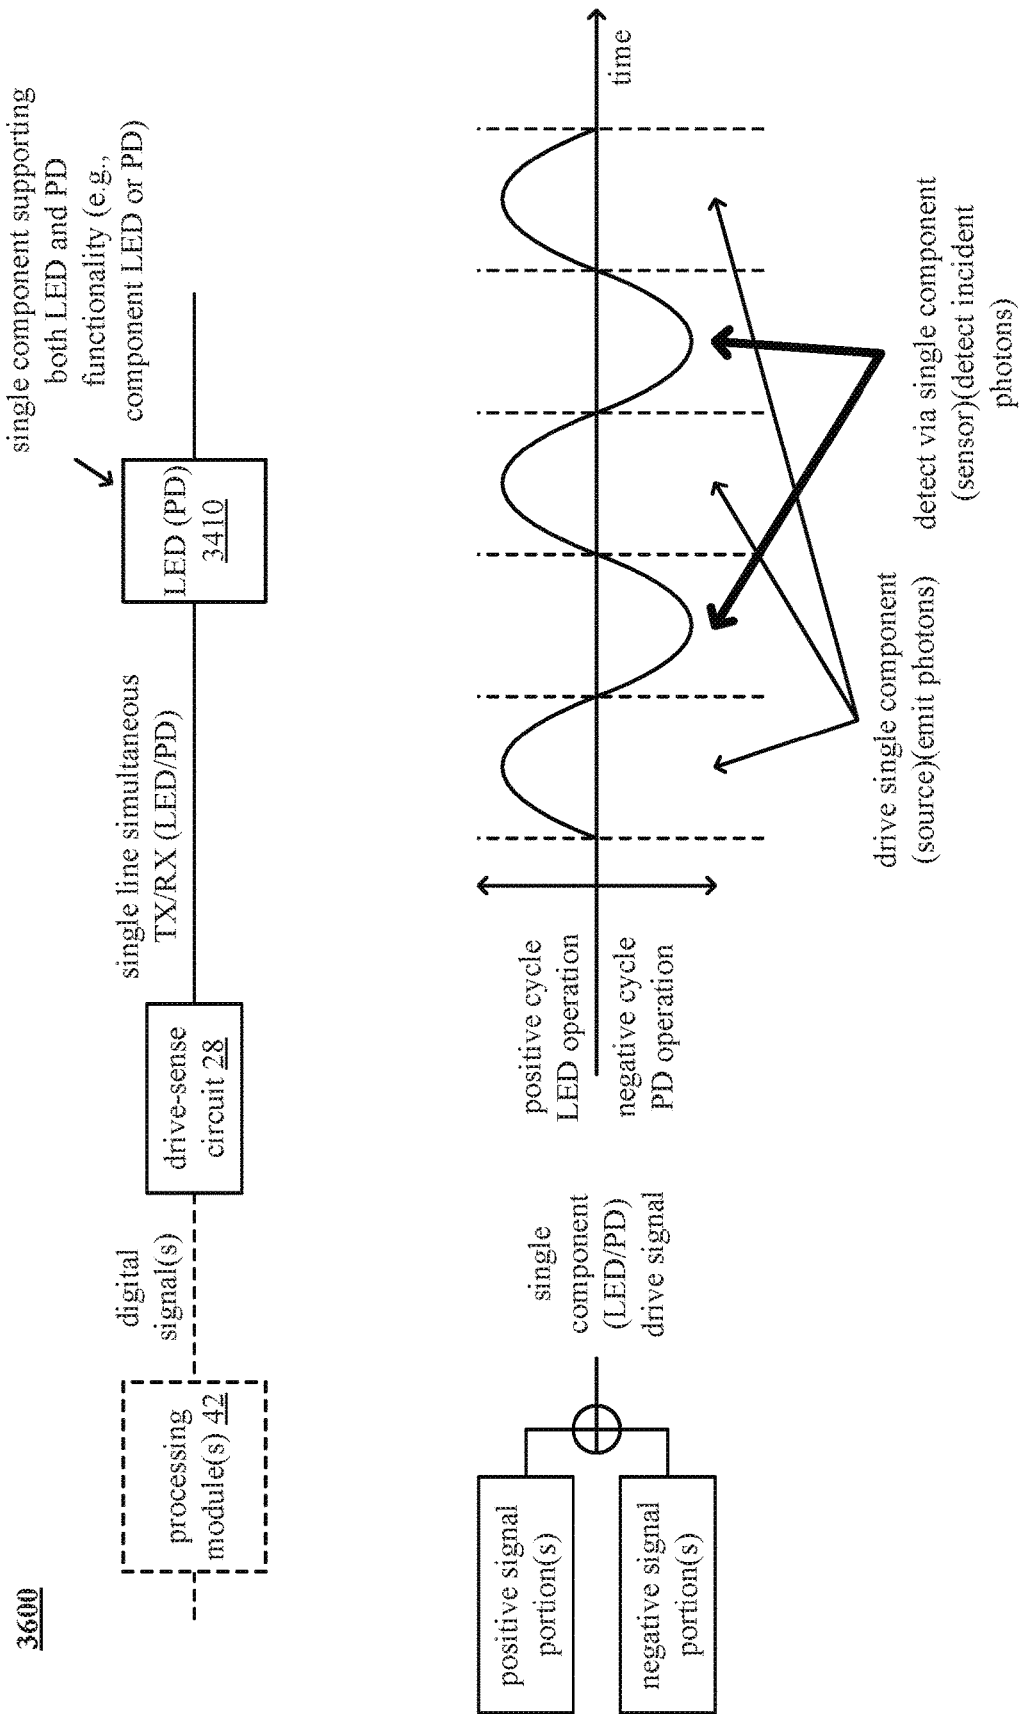 3600
processing
module(s) 42
digital
signal(s)
drive-sense
circuit 28
single line simultaneous
TX/RX (LED/PD)
LED (PD)
3410
single component supporting
both LED and PD
functionality (e.g.,
component LED or PD)
positive signal
portion(s)
negative signal
portion(s)
single
component
(LED/PD)
drive signal
positive cycle
LED operation
negative cycle
PD operation
time
drive single component
(source)(emit photons)
detect via single component
(sensor)(detect incident
photons)